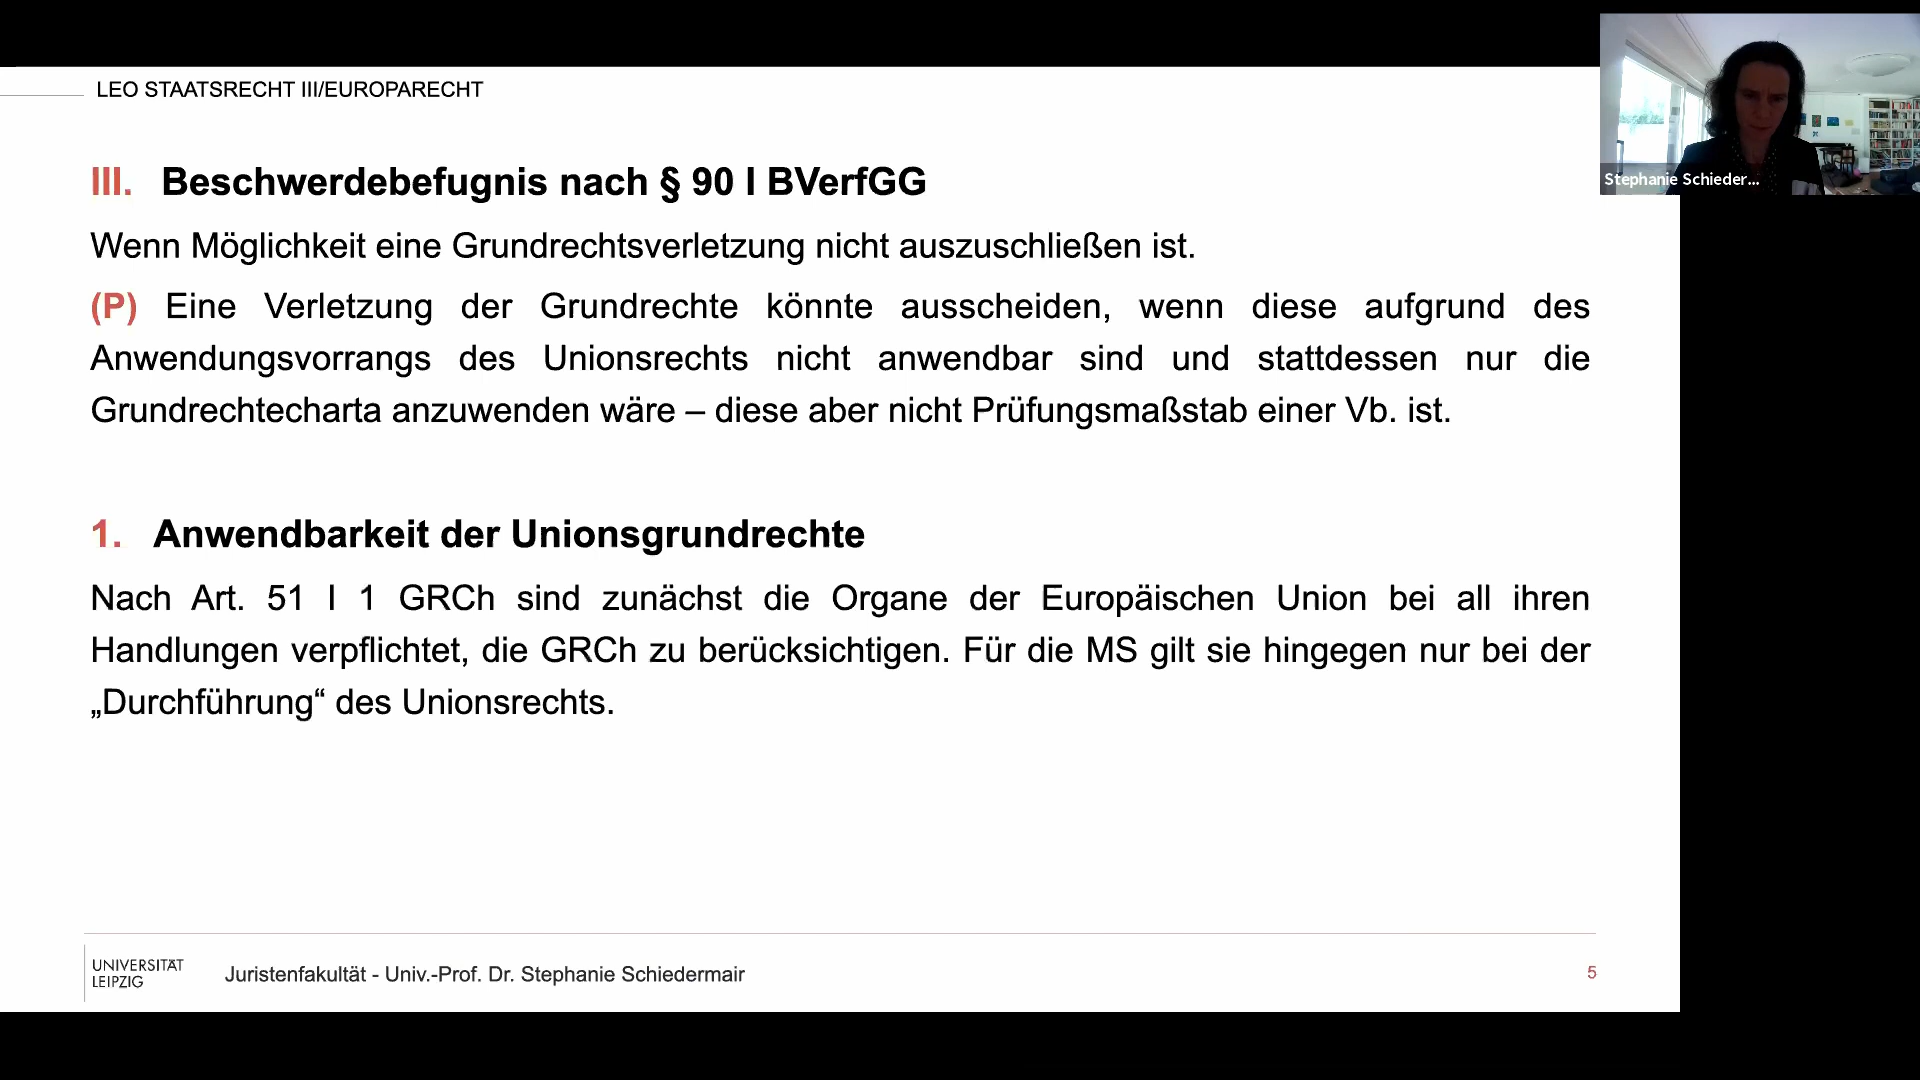 LEO STAATSRECHT III/EUROPARECHT
Stephanie Schieder...
III. Beschwerdebefugnis nach § 90 I BVerfGG
Wenn Möglichkeit eine Grundrechtsverletzung nicht auszuschließen ist.
(P) Eine Verletzung der Grundrechte könnte ausscheiden, wenn diese aufgrund des
Anwendungsvorrangs des Unionsrechts nicht anwendbar sind und stattdessen nur die
Grundrechtecharta anzuwenden wäre – diese aber nicht Prüfungsmaßstab einer Vb. ist.
1. Anwendbarkeit der Unionsgrundrechte
Nach Art. 51 I 1 GRCh sind zunächst die Organe der Europäischen Union bei all ihren
Handlungen verpflichtet, die GRCh zu berücksichtigen. Für die MS gilt sie hingegen nur bei der
„Durchführung“ des Unionsrechts.
UNIVERSITÄT
LEIPZIG
Juristenfakultät - Univ.-Prof. Dr. Stephanie Schiedermair
5